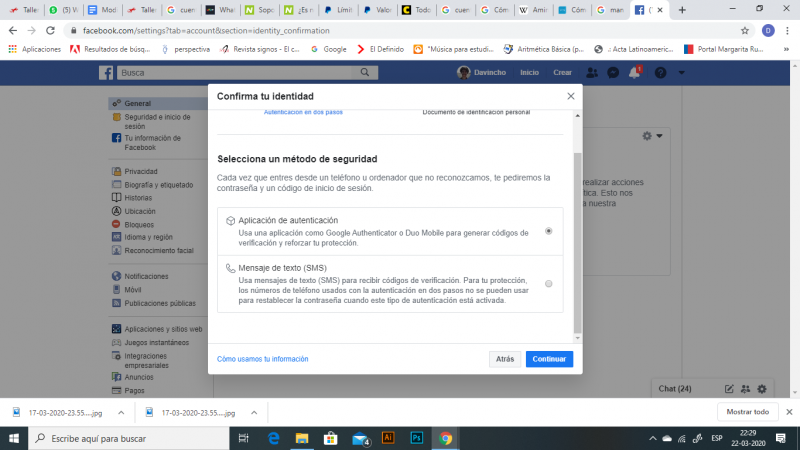 Talle
(5) W
Mod
Talle
cuen
What
Sopo
¿Es n
Limit
Valor
Todo
cuen
Cóm
Amir
Cóm
man
facebook.com/settings?tab=account&section=identity_confirmation
Aplicaciones
Resultados de búsq...
perspectiva
Revista signos - El c...
Google
El Definido
"Música para estudi...
Aritmética Básica (p...
.: Acta Latinoameric...
Portal Margarita Ru...
Busca
Davincho
Inicio
Crear
1
General
Seguridad e inicio de
sesión
Tu información de
Facebook
Privacidad
Biografía y etiquetado
Historias
Ubicación
Bloqueos
Idioma y región
Reconocimiento facial
Notificaciones
Móvil
Publicaciones públicas
Aplicaciones y sitios web
Juegos instantáneos
Integraciones
empresariales
Anuncios
Pagos
Confirma tu identidad
Autenticación en dos pasos
Documento de identificación personal
Selecciona un método de seguridad
Cada vez que entres desde un teléfono u ordenador que no reconozcamos, te pediremos la
contraseña y un código de inicio de sesión.
Aplicación de autenticación
Usa una aplicación como Google Authenticator o Duo Mobile para generar códigos de
verificación y reforzar tu protección.
Mensaje de texto (SMS)
Usa mensajes de texto (SMS) para recibir códigos de verificación. Para tu protección,
los números de teléfono usados con la autenticación en dos pasos no se pueden usar
para restablecer la contraseña cuando este tipo de autenticación está activada.
Cómo usamos tu información
Atrás
Continuar
realizar acciones
tica. Esto nos
a nuestra
Chat (24)
17-03-2020-23.55....jpg
17-03-2020-23.55....jpg
Mostrar todo
Escribe aquí para buscar
4
Ai
Ps
ESP
22:29
22-03-2020